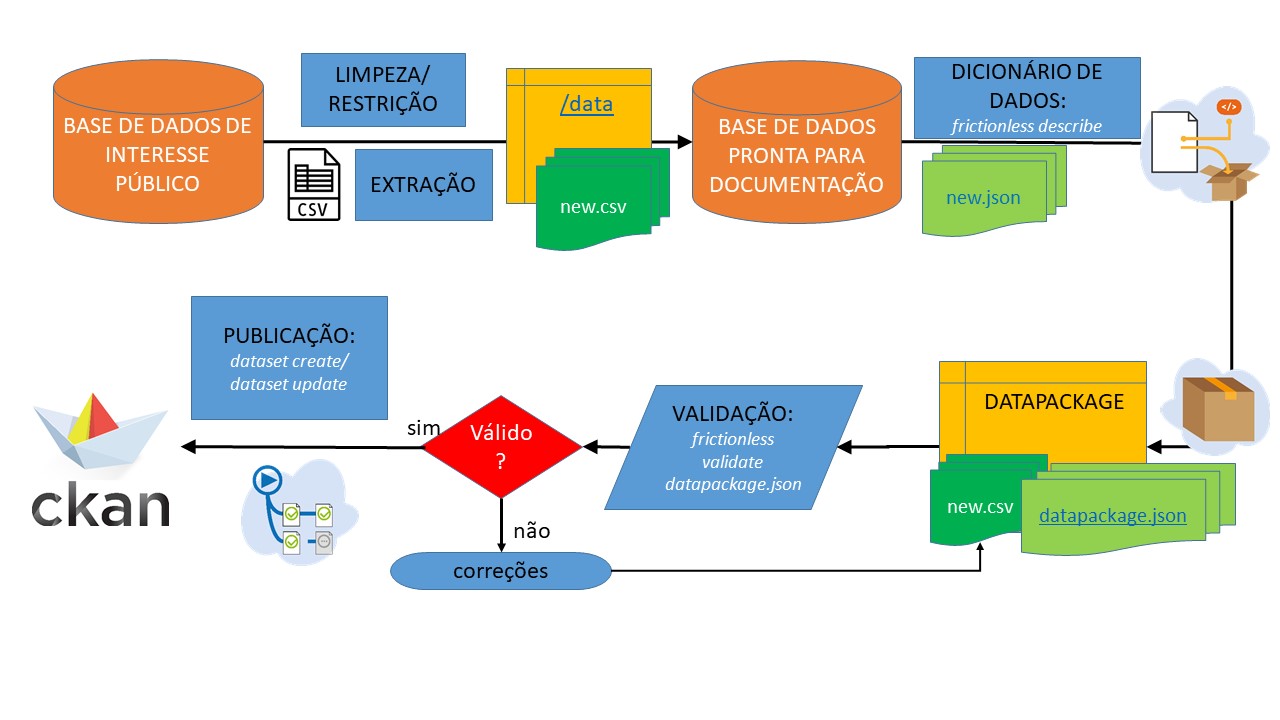 LIMPEZA/
RESTRIÇÃO
BASE DE DADOS DE
INTERESSE
PÚBLICO
CSV
EXTRAÇÃO
/data
new.csv
BASE DE DADOS
PRONTA PARA
DOCUMENTAÇÃO
DICIONÁRIO DE
DADOS:
frictionless describe
new.json
</>
DATAPACKAGE
new.csv
datapackage.json
VALIDAÇÃO:
frictionless
validate
datapackage.json
Válido
?
sim
não
correções
PUBLICAÇÃO:
dataset create/
dataset update
ckan